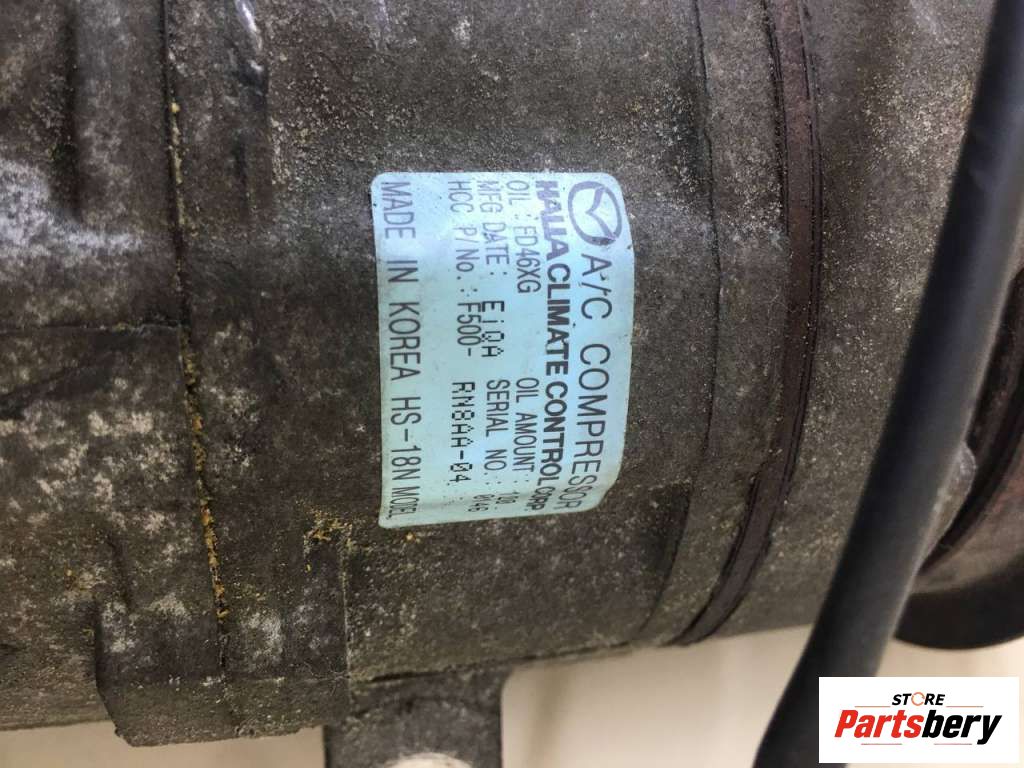 A/C COMPRESSOR
HALLA CLIMATE CONTROL CORP.
OIL : FD46XG OIL AMOUNT :
MFG DATE : SERIAL NO. :
HCC P/No. : F500- RN8AA-04
MADE IN KOREA HS-18N MODEL
STORE
Partsbery